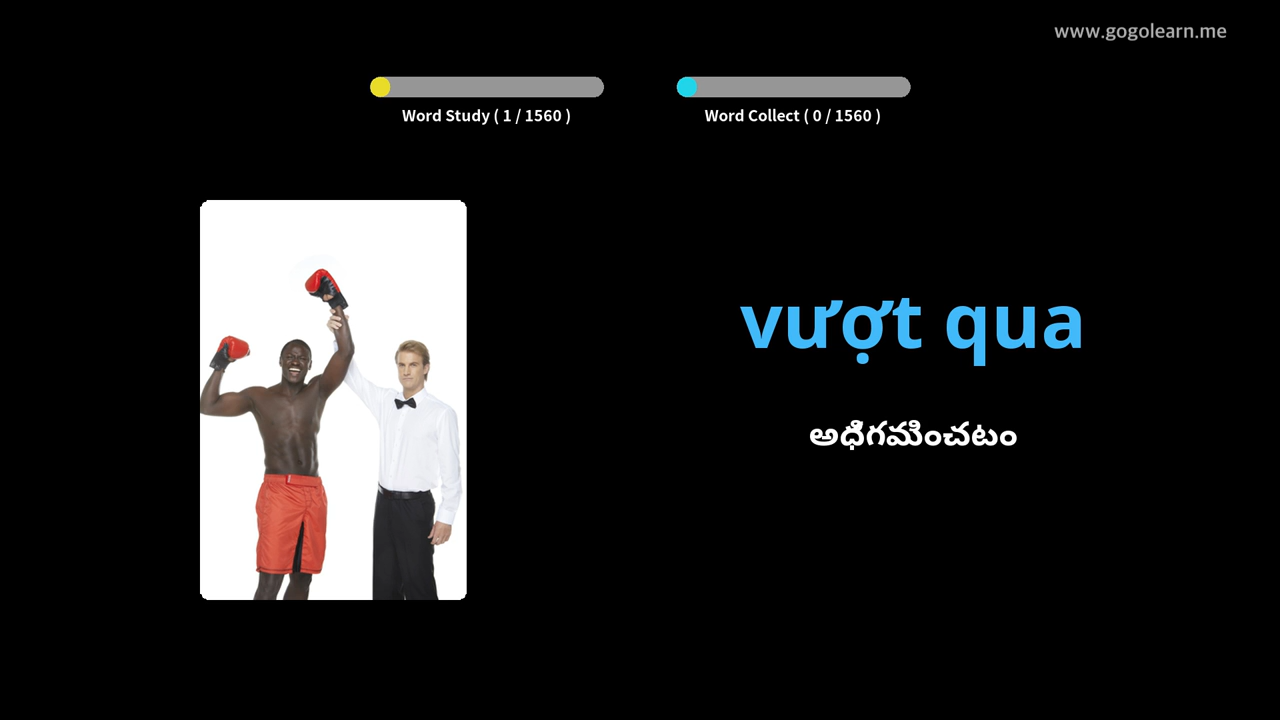 www.gogolearn.me
Word Study ( 1 / 1560 )
Word Collect ( 0 / 1560 )
vượt qua
అధిగమించటం